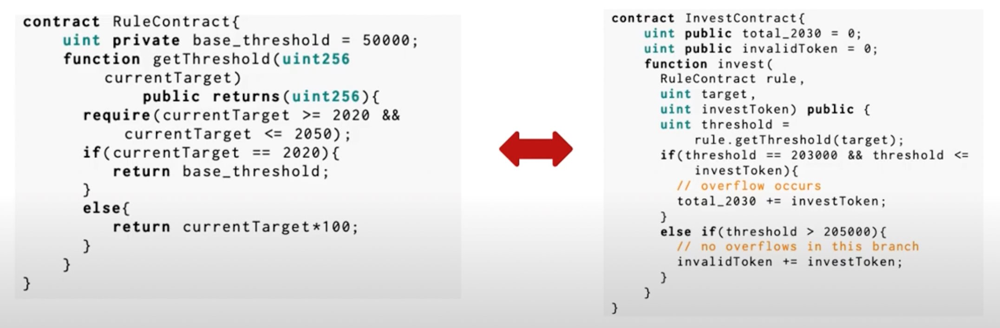 contract RuleContract{
uint private base_threshold = 50000;
function getThreshold(uint256
currentTarget)
public returns(uint256){
require(currentTarget >= 2020 &&
currentTarget <= 2050);
if(currentTarget == 2020){
return base_threshold;
}
else{
return currentTarget*100;
}
}
}
contract InvestContract{
uint public total_2030 = 0;
uint public invalidToken = 0;
function invest(
RuleContract rule,
uint target,
uint investToken) public {
uint threshold =
rule.getThreshold(target);
if(threshold == 203000 && threshold <=
investToken){
// overflow occurs
total_2030 += investToken;
}
else if(threshold > 205000){
// no overflows in this branch
invalidToken += investToken;
}
}
}